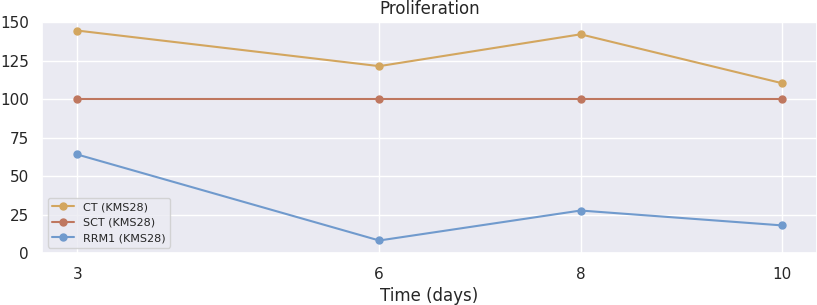 Proliferation
150
125
100
75
50
25
0
CT (KMS28)
SCT (KMS28)
RRM1 (KMS28)
3 6 8 10
Time (days)